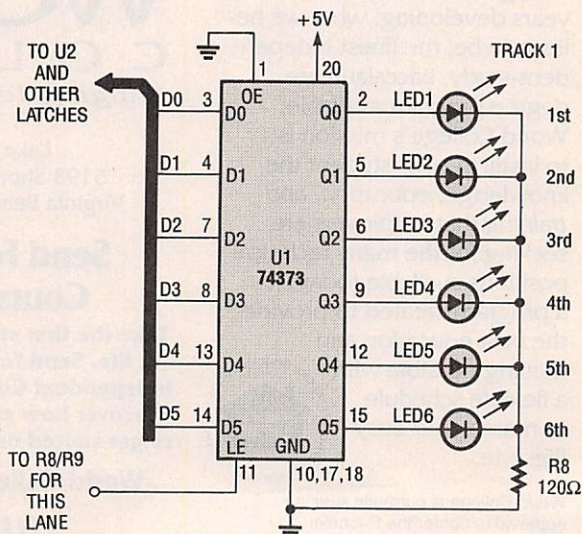 +5V
TO U2
AND
OTHER
LATCHES
TRACK 1
1
20
OE
D0 3 D0 Q0 2 LED1 1st
D1 4 D1 Q1 5 LED2 2nd
D2 7 D2 Q2 6 LED3 3rd
U1
74373
D3 8 D3 Q3 9 LED4 4th
D4 13 D4 Q4 12 LED5 5th
D5 14 D5 Q5 15 LED6 6th
LE GND
11 10,17,18
TO R8/R9
FOR
THIS
LANE
R8
120Ω